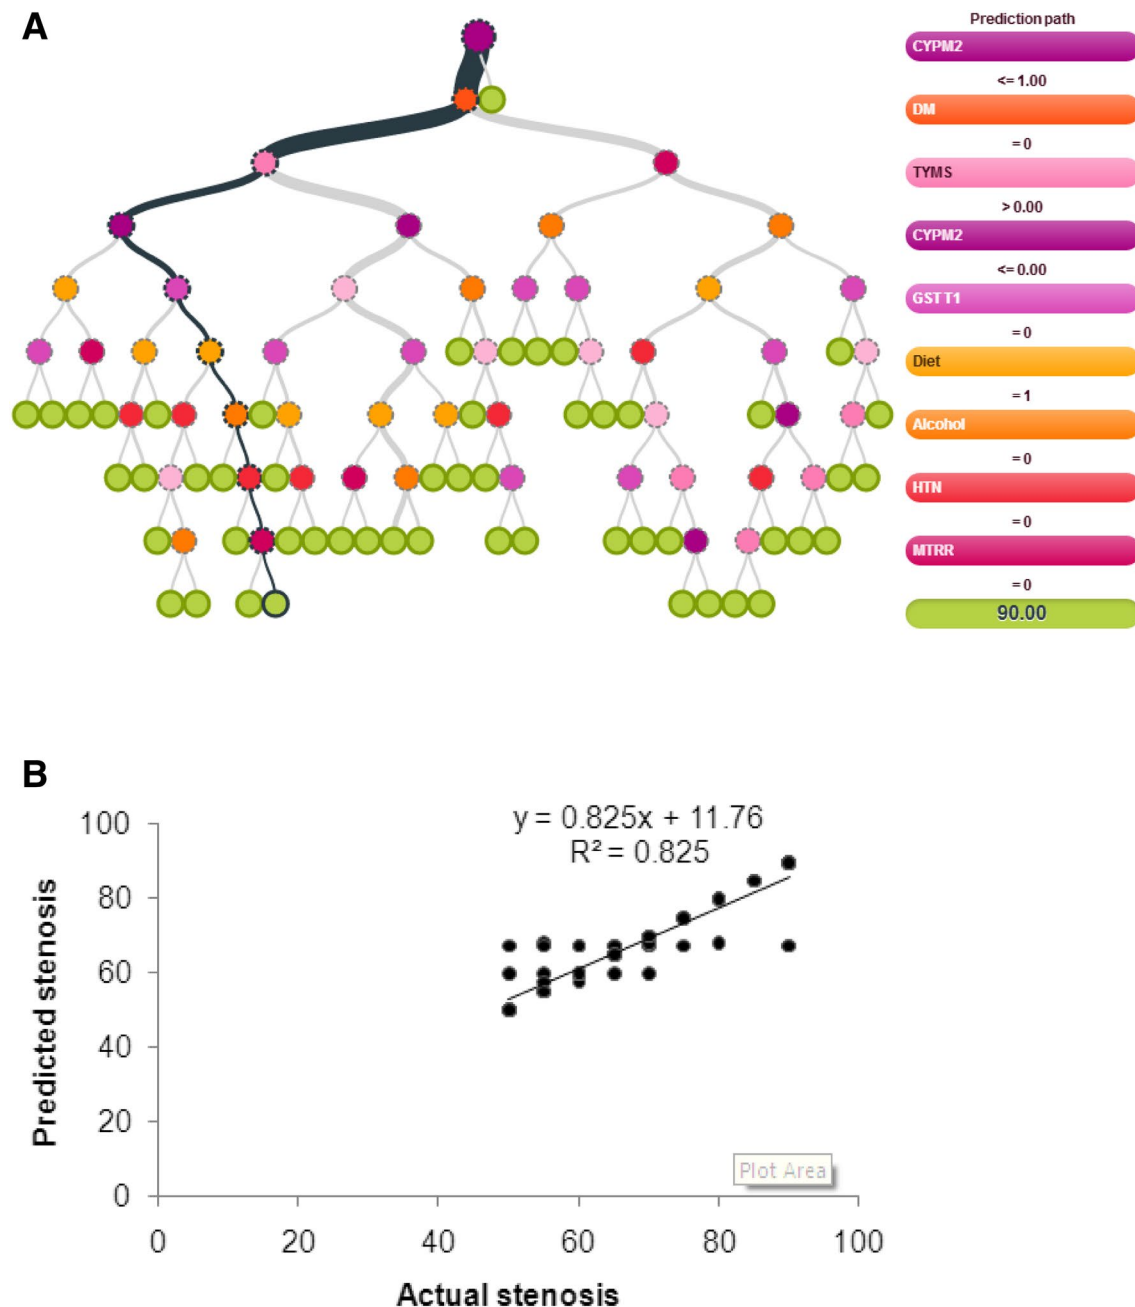 A
Prediction path
CYPM2
<= 1.00
DM
= 0
TYMS
> 0.00
CYPM2
<= 0.00
GSTT1
= 0
Diet
= 1
Alcohol
= 0
HTN
= 0
MTRR
= 0
90.00
B
y = 0.825x + 11.76
R² = 0.825
100
80
60
40
20
0
Predicted stenosis
Plot Area
0 20 40 60 80 100
Actual stenosis